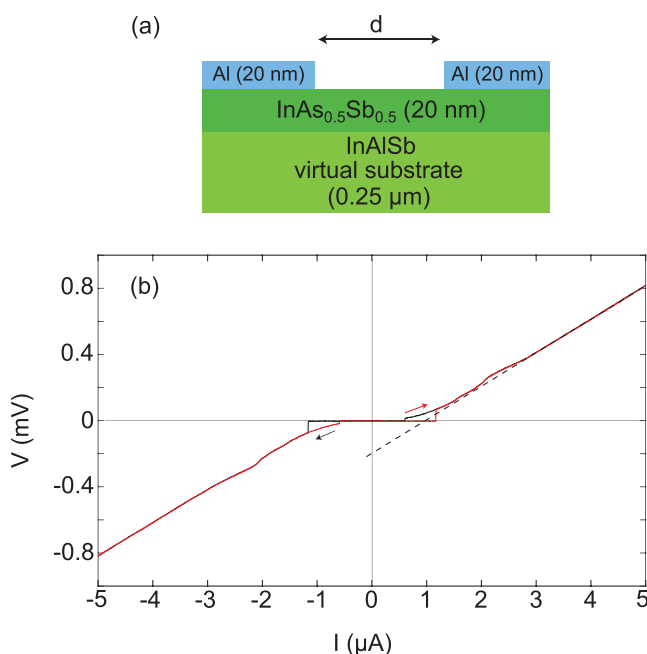 (a)
d
Al (20 nm)
Al (20 nm)
InAs0.5Sb0.5 (20 nm)
InAlSb
virtual substrate
(0.25 µm)
(b)
0.8
0.4
0
-0.4
-0.8
V (mV)
-5 -4 -3 -2 -1 0 1 2 3 4 5
I (µA)